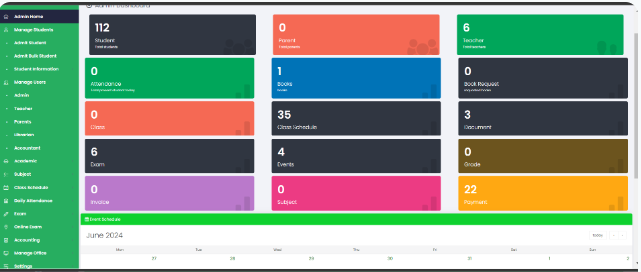 Admin Home
Manage Students
Admit Student
Admit Bulk Student
Student Information
Manage Users
Admin
Teacher
Parents
Librarian
Accountant
Academic
Subject
Class Schedule
Daily Attendance
Exam
Online Exam
Accounting
Manage Office
Settings
Admin Dashboard
112
Student
Total students
0
Parent
Total parents
6
Teacher
Total teachers
0
Attendance
1
Books
Books
0
Book Request
0
Class
35
Class Schedule
3
Document
6
Exam
4
Events
0
Grade
0
Invoice
0
Subject
22
Payment
Event Schedule
June 2024
today
Mon Tue Wed Thu Fri Sat Sun
27 28 29 30 31 1 2